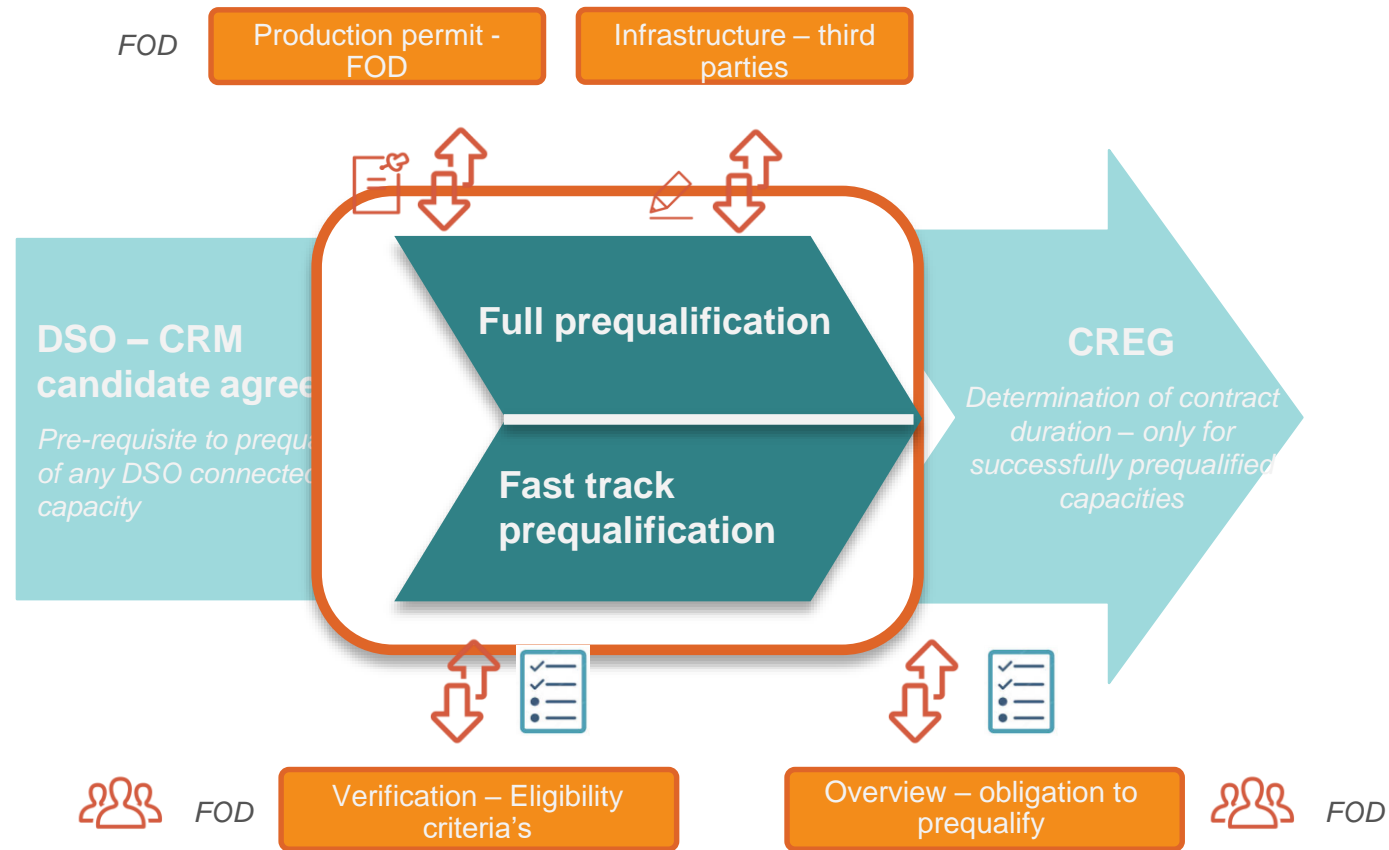 FOD
Production permit -
FOD
Infrastructure – third
parties
DSO – CRM
candidate agree
Pre-requisite to prequa
of any DSO connected
capacity
Full prequalification
Fast track
prequalification
CREG
Determination of contract
duration – only for
successfully prequalified
capacities
FOD
Verification – Eligibility
criteria's
Overview – obligation to
prequalify
FOD